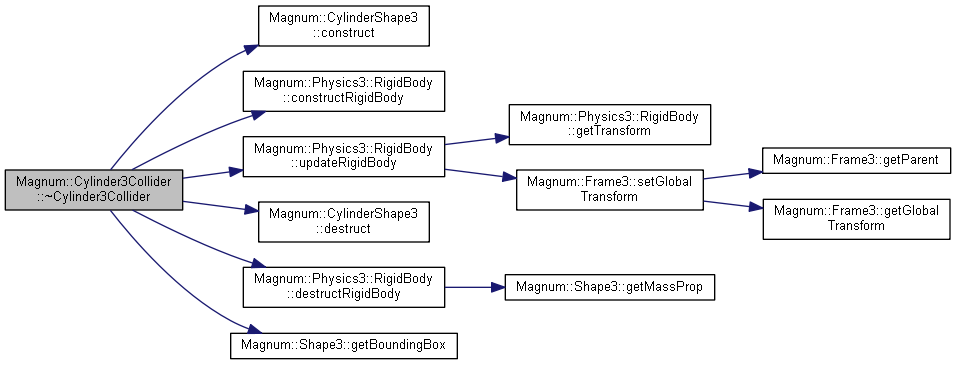 Magnum::CylinderShape3
::construct
Magnum::Physics3::RigidBody
::constructRigidBody
Magnum::Physics3::RigidBody
::getTransform
Magnum::Physics3::RigidBody
::updateRigidBody
Magnum::Frame3::getParent
Magnum::Cylinder3Collider
::~Cylinder3Collider
Magnum::Frame3::setGlobal
Transform
Magnum::Frame3::getGlobal
Transform
Magnum::CylinderShape3
::destruct
Magnum::Physics3::RigidBody
::destructRigidBody
Magnum::Shape3::getMassProp
Magnum::Shape3::getBoundingBox